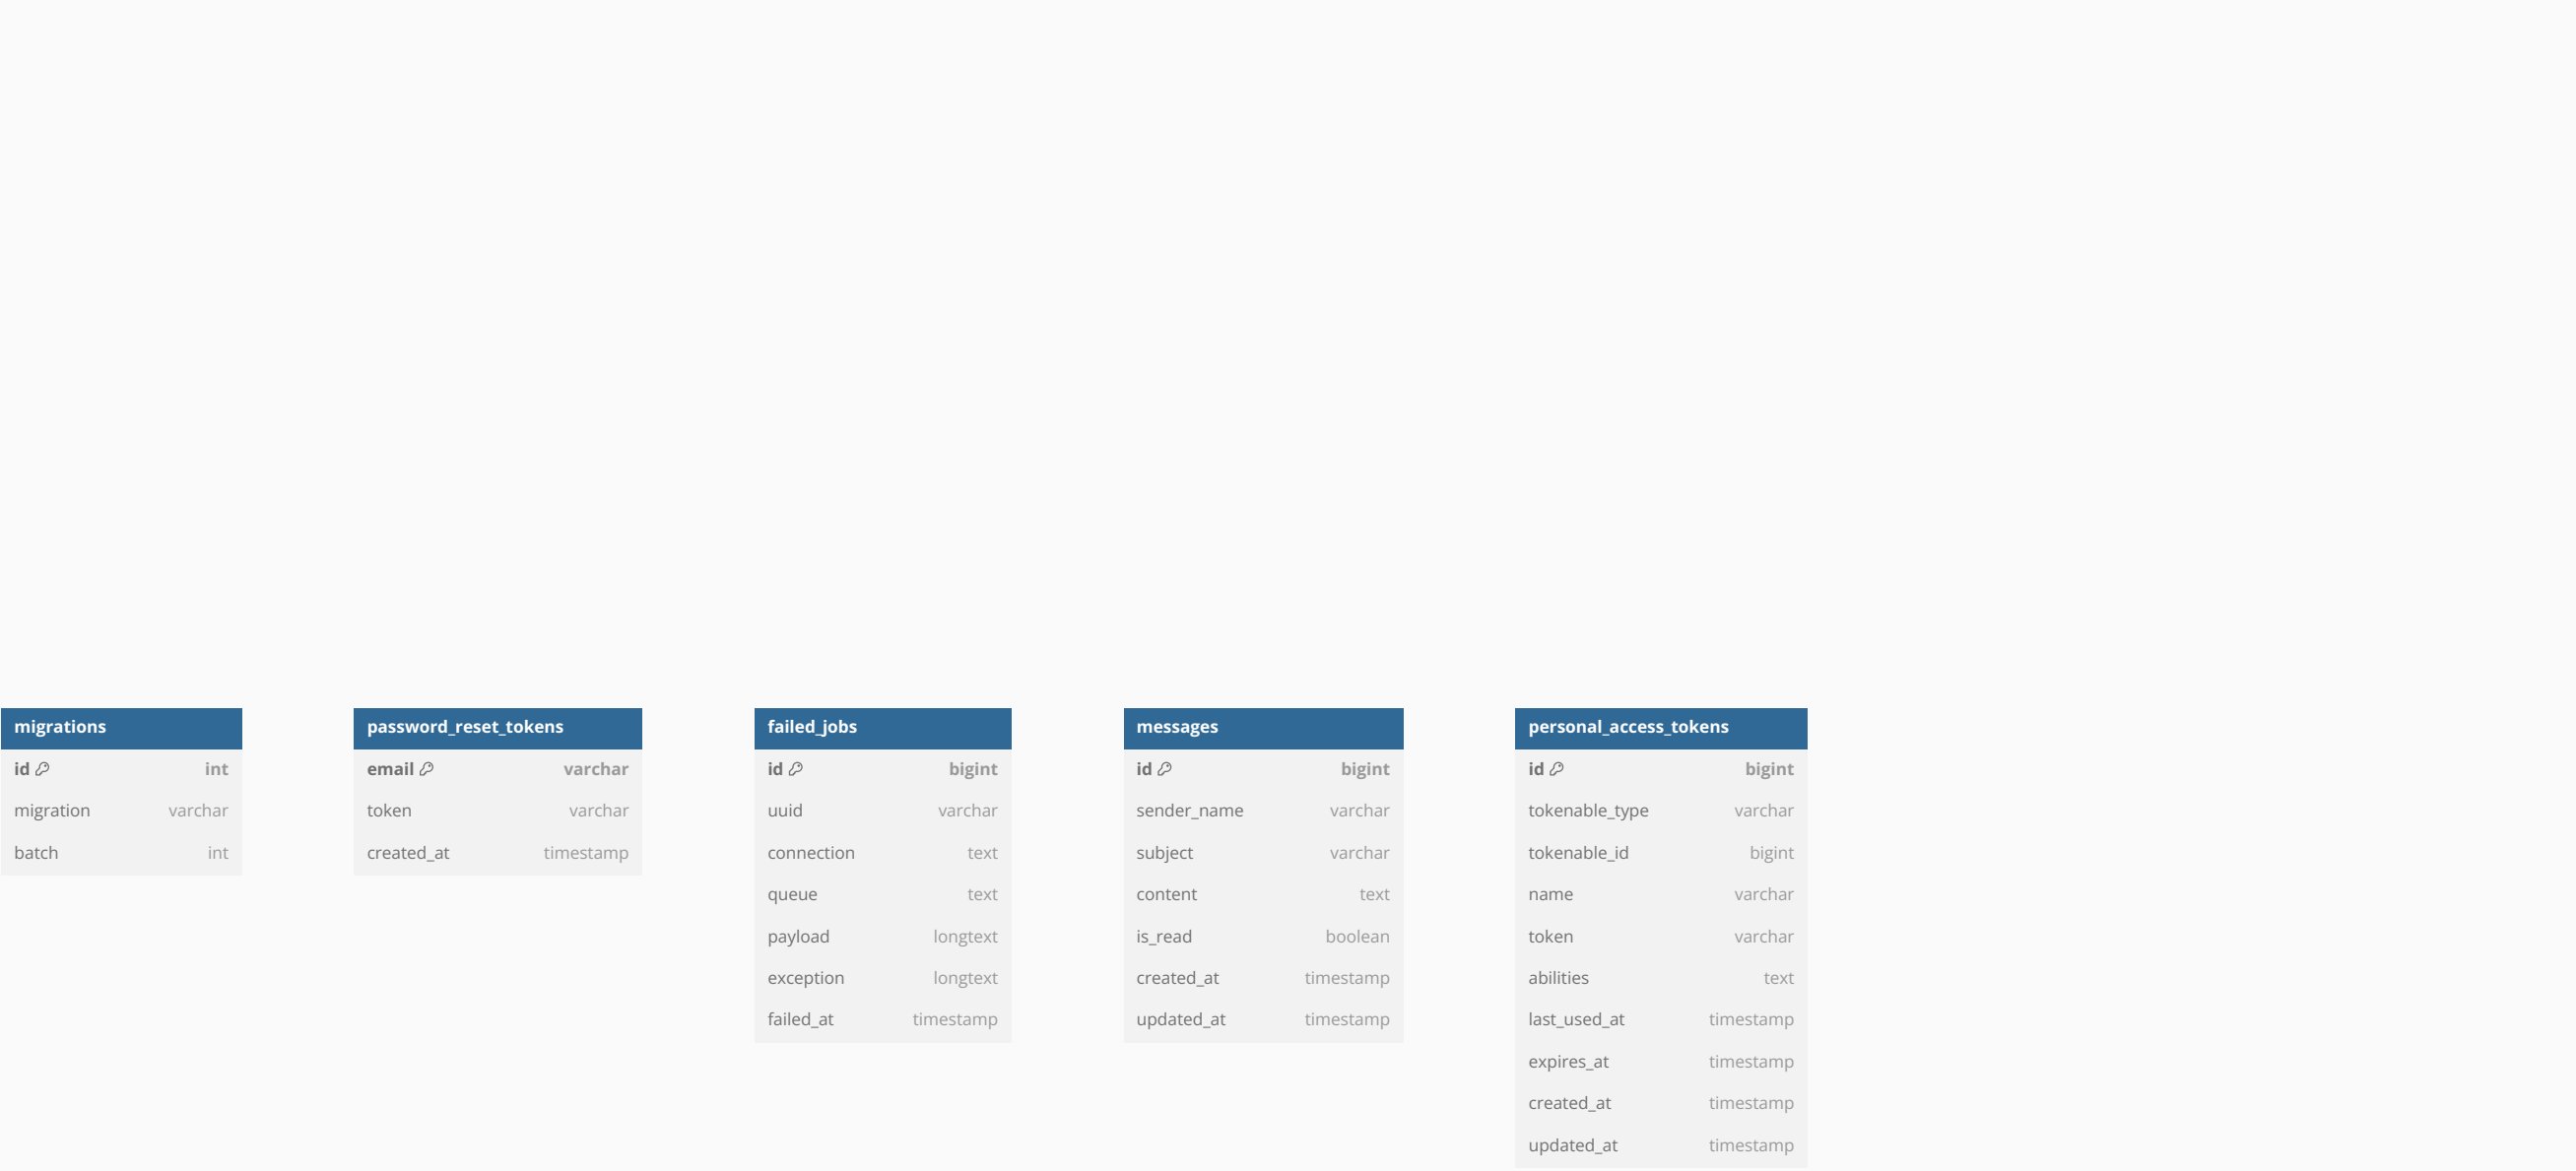 migrations
id int
migration varchar
batch int
password_reset_tokens
email varchar
token varchar
created_at timestamp
failed_jobs
id bigint
uuid varchar
connection text
queue text
payload longtext
exception longtext
failed_at timestamp
messages
id bigint
sender_name varchar
subject varchar
content text
is_read boolean
created_at timestamp
updated_at timestamp
personal_access_tokens
id bigint
tokenable_type varchar
tokenable_id bigint
name varchar
token varchar
abilities text
last_used_at timestamp
expires_at timestamp
created_at timestamp
updated_at timestamp